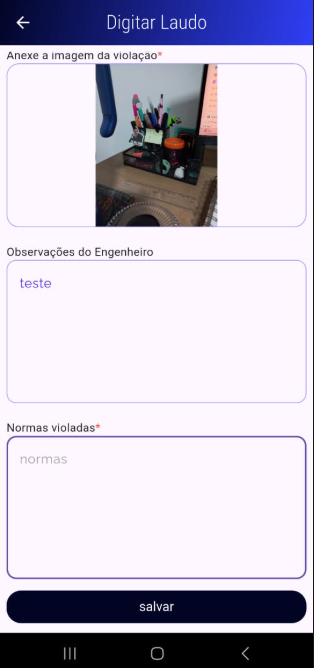 Digitar Laudo
Anexe a imagem da violação*
Observações do Engenheiro
teste
Normas violadas*
normas
salvar